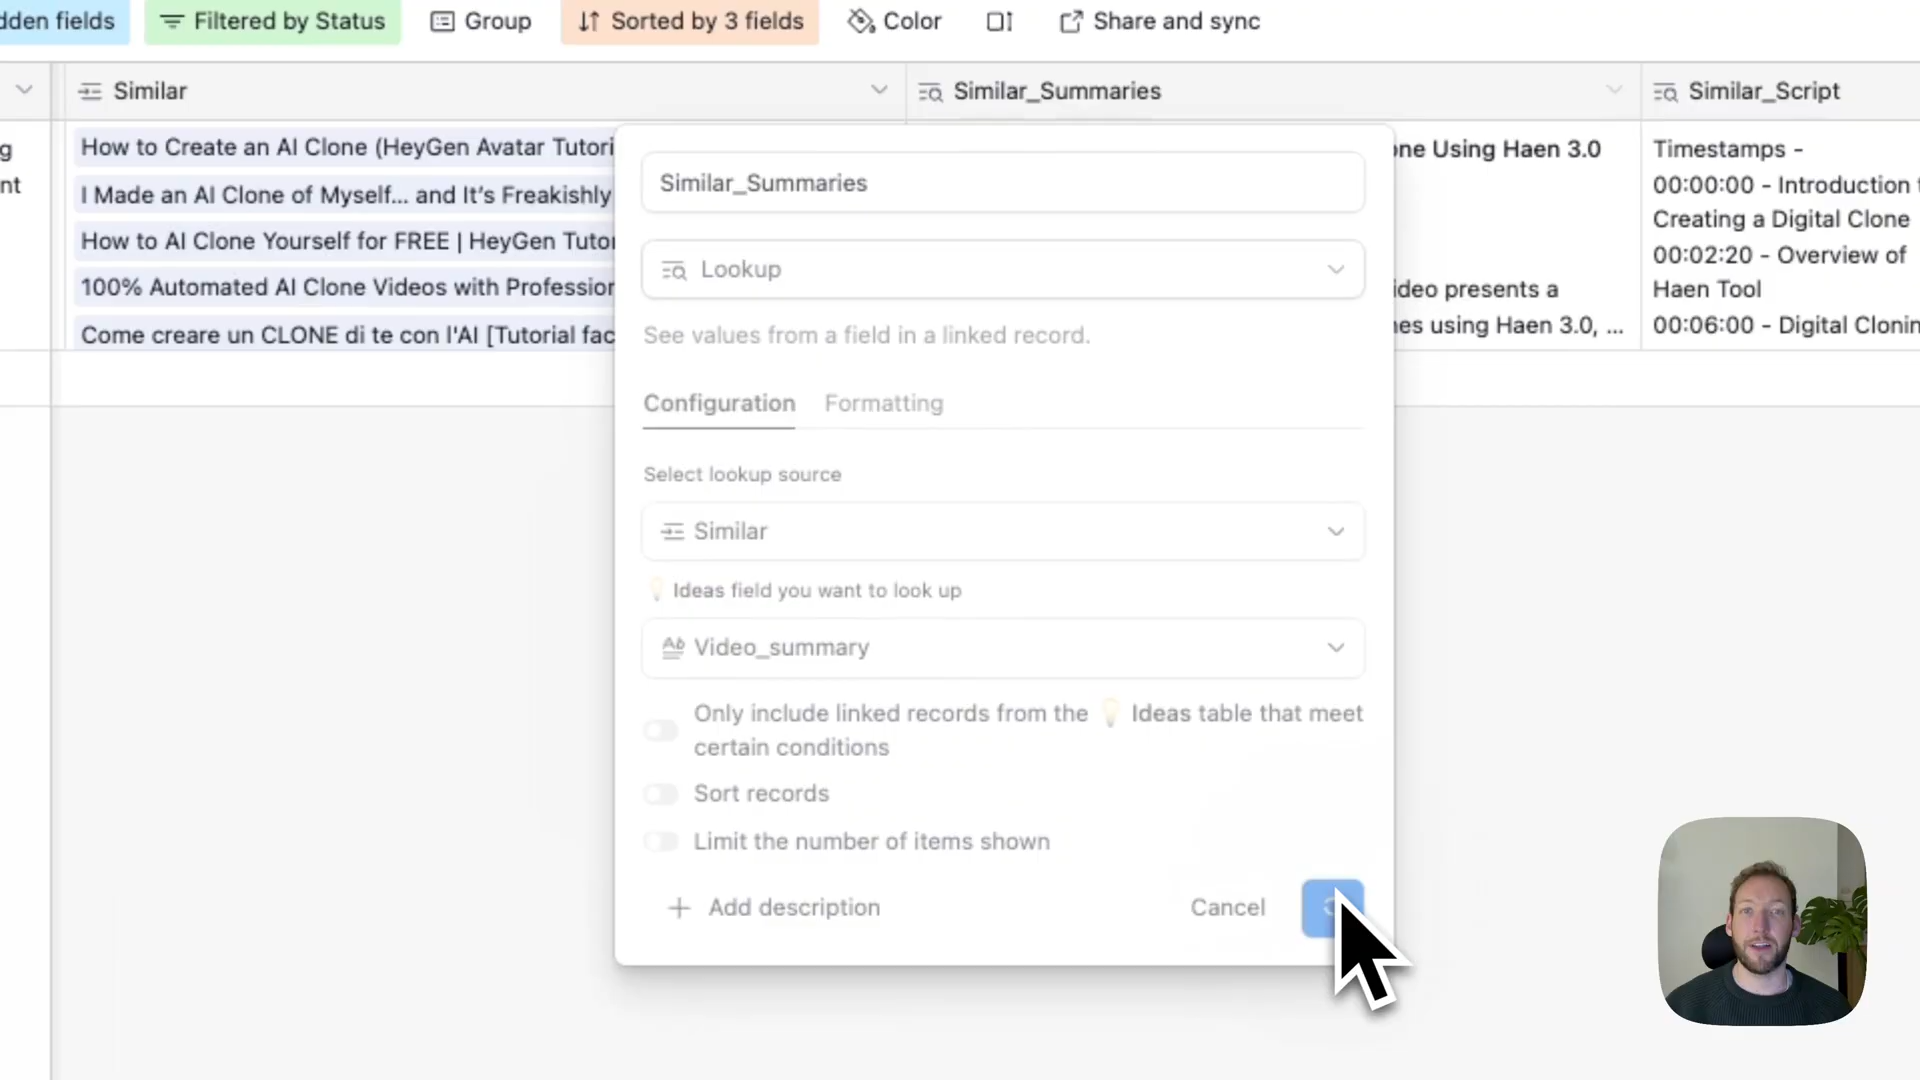 dden fields
Filtered by Status
Group
Sorted by 3 fields
Color
Share and sync
Similar
Similar_Summaries
Similar_Script
g
nt
How to Create an AI Clone (HeyGen Avatar Tutori
I Made an AI Clone of Myself... and It's Freakishly
How to AI Clone Yourself for FREE | HeyGen Tutor
100% Automated AI Clone Videos with Profession
Come creare un CLONE di te con l'AI [Tutorial fac
Similar_Summaries
Lookup
See values from a field in a linked record.
Configuration
Formatting
Select lookup source
Similar
Ideas field you want to look up
Video_summary
Only include linked records from the 💡 Ideas table that meet
certain conditions
Sort records
Limit the number of items shown
Add description
Cancel
one Using Haen 3.0
ideo presents a
nes using Haen 3.0, ...
Timestamps -
00:00:00 - Introduction t
Creating a Digital Clone
00:02:20 - Overview of
Haen Tool
00:06:00 - Digital Clonin